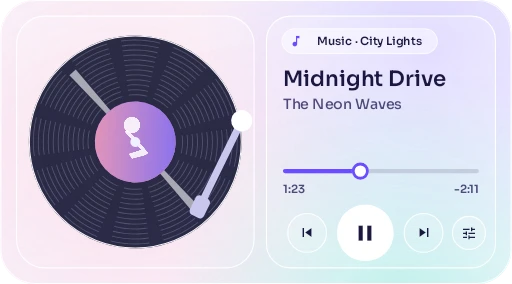 Music · City Lights
Midnight Drive
The Neon Waves
1:23
-2:11